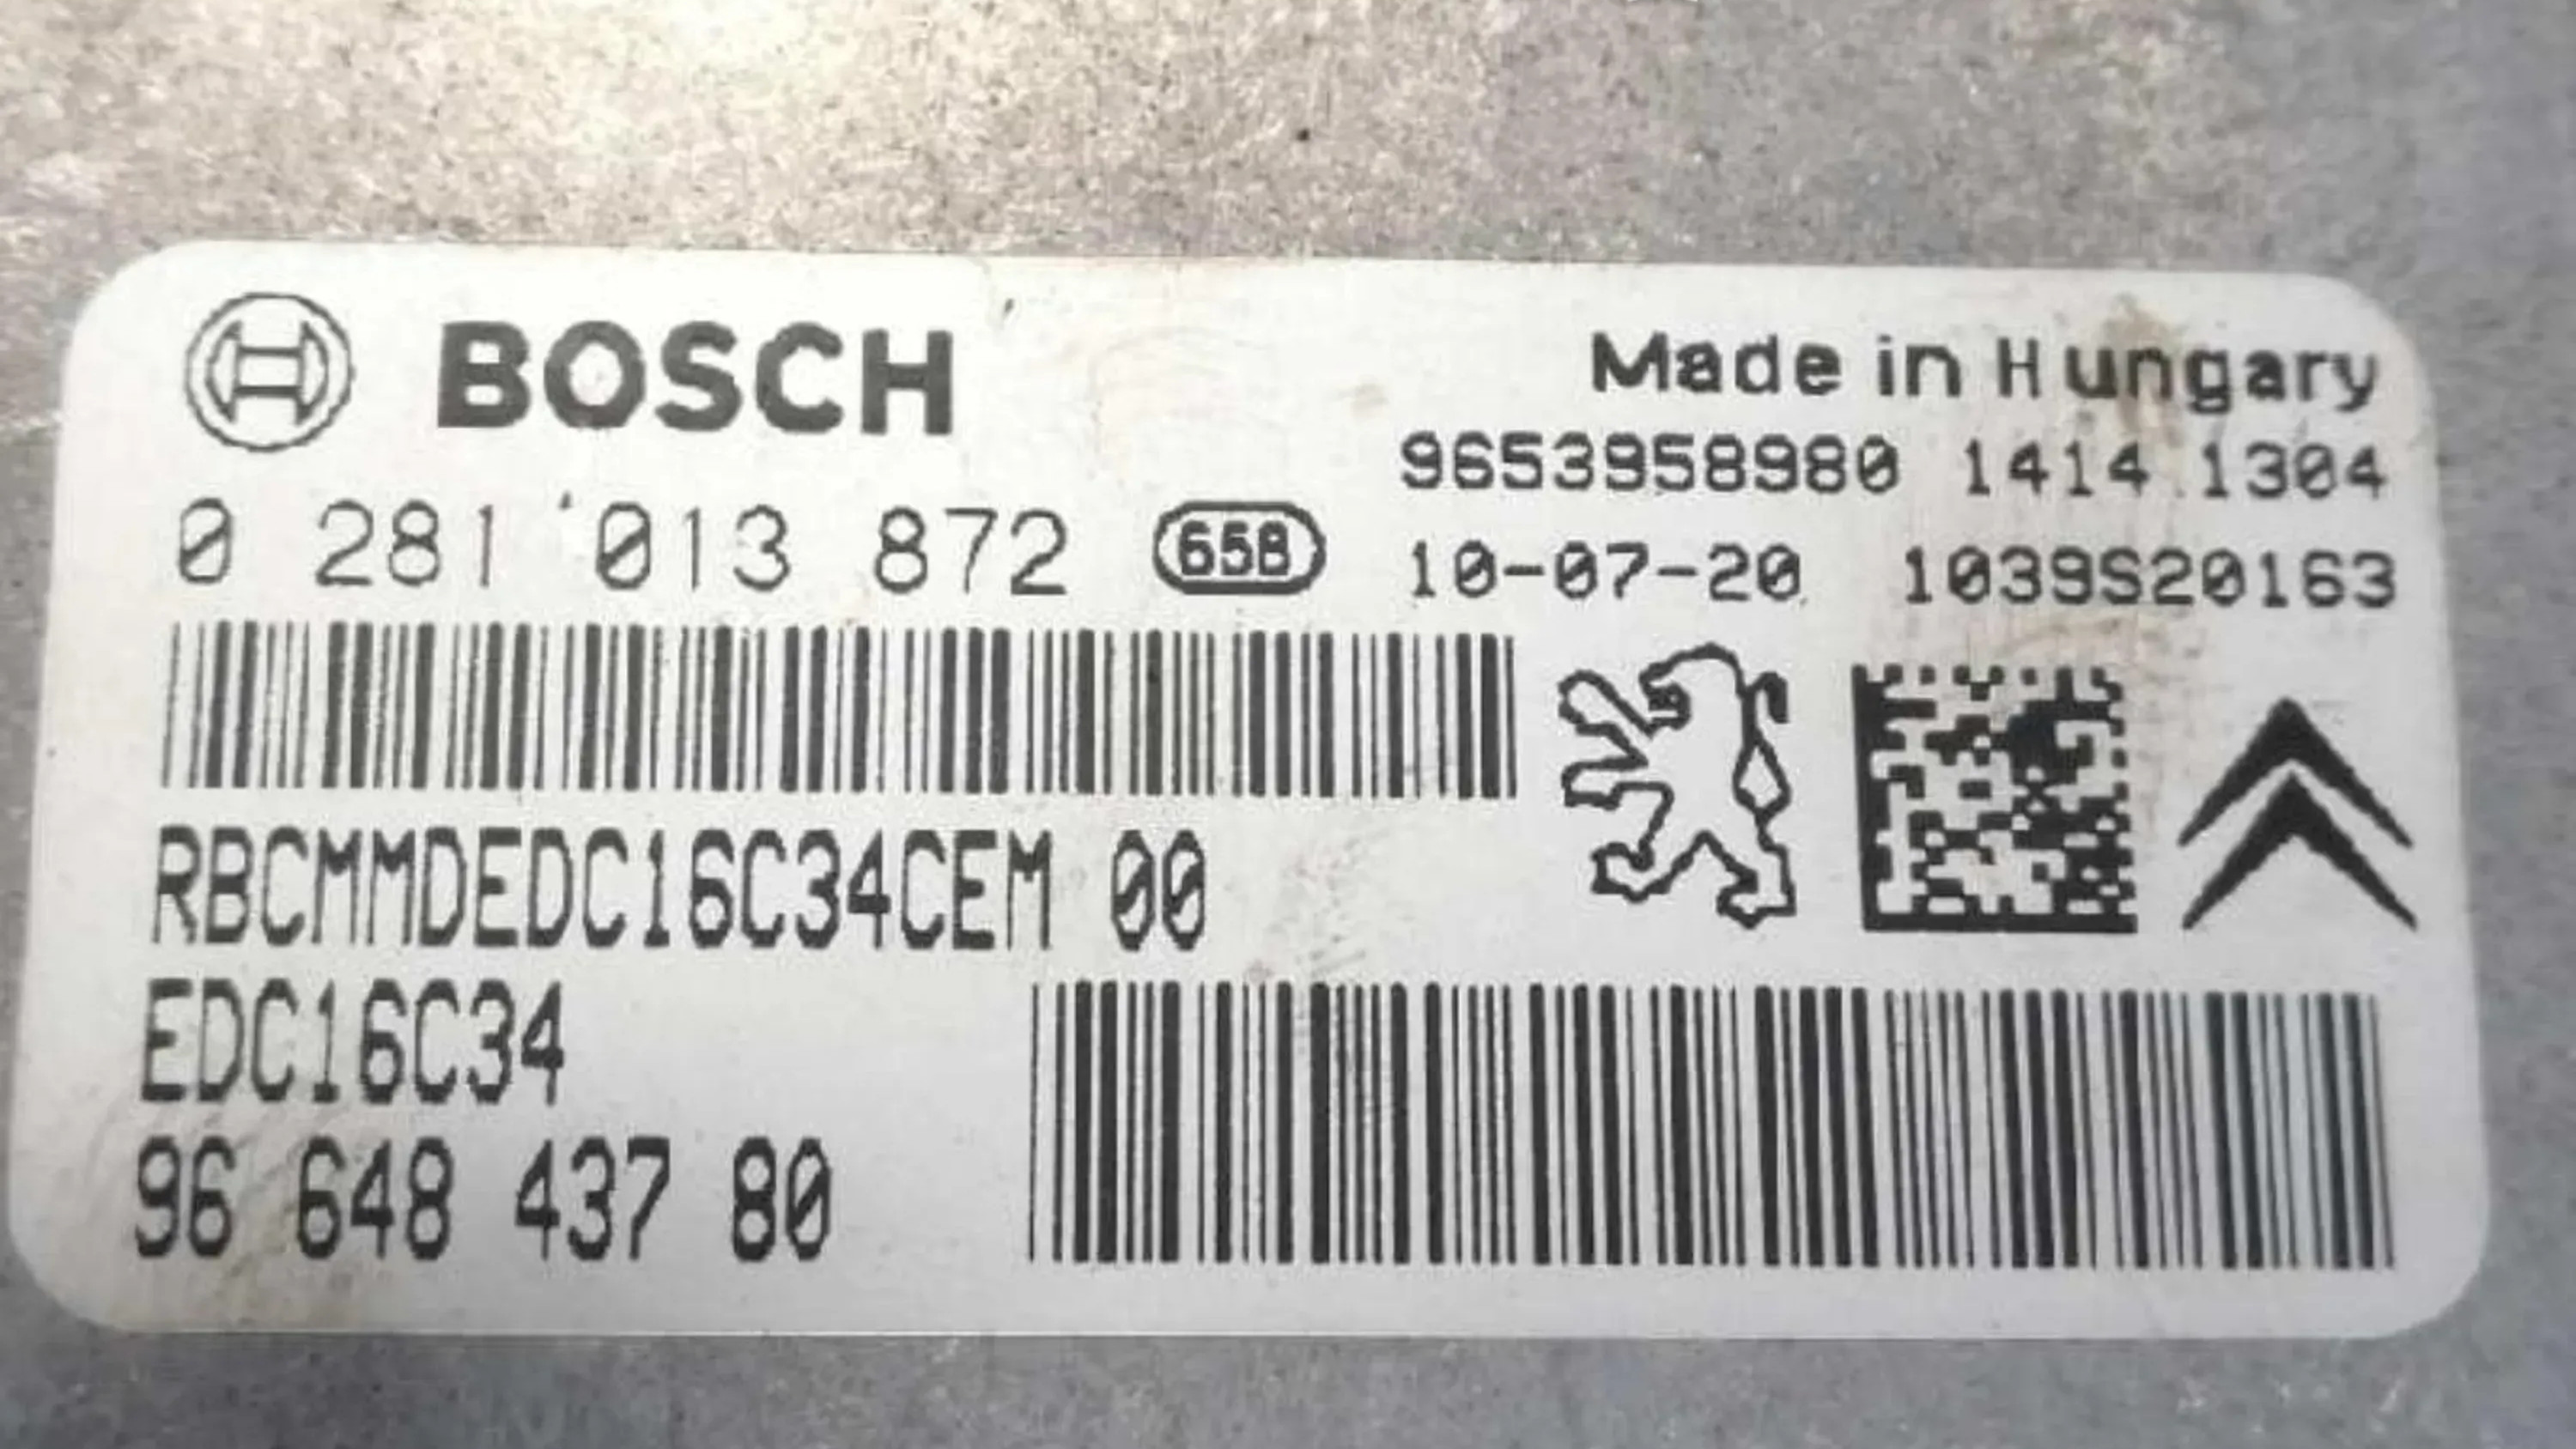 BOSCH
Made in Hungary
9653958980 1414 1304
0 281 013 872 65B 10-07-20 1039S20163
RBCMMDEDC16C34CEM 00
EDC16C34
96 648 437 80